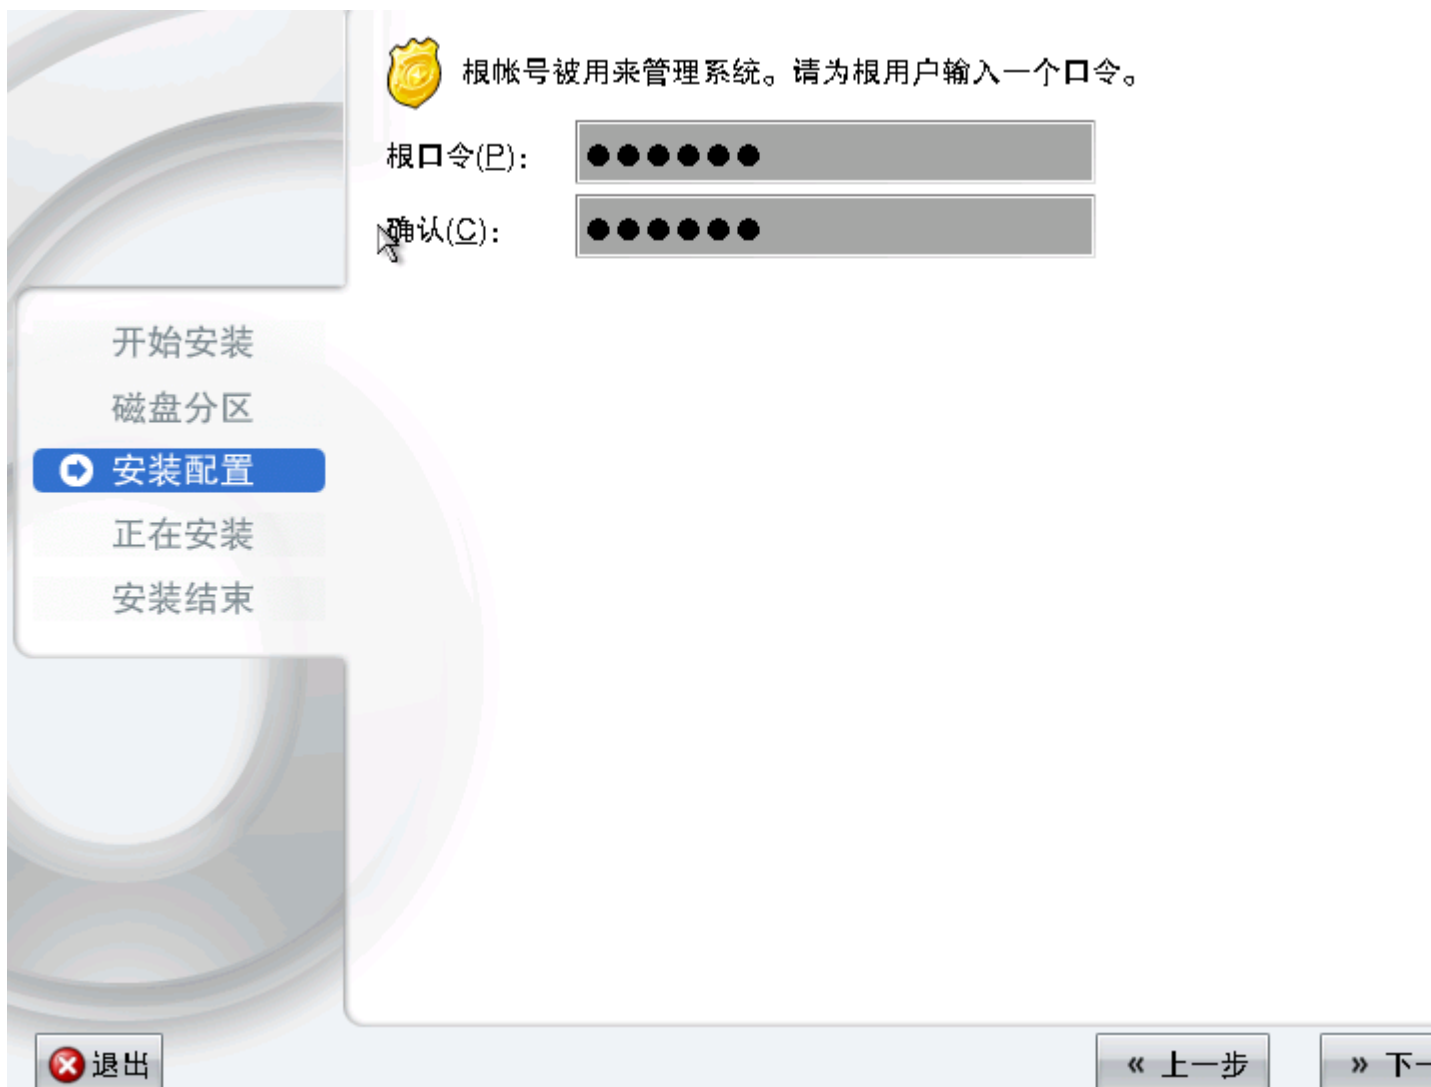 根帐号被用来管理系统。请为根用户输入一个口令。
根口令(P)： ●●●●●●
确认(C)： ●●●●●●
开始安装
磁盘分区
安装配置
正在安装
安装结束
退出
« 上一步
» 下一